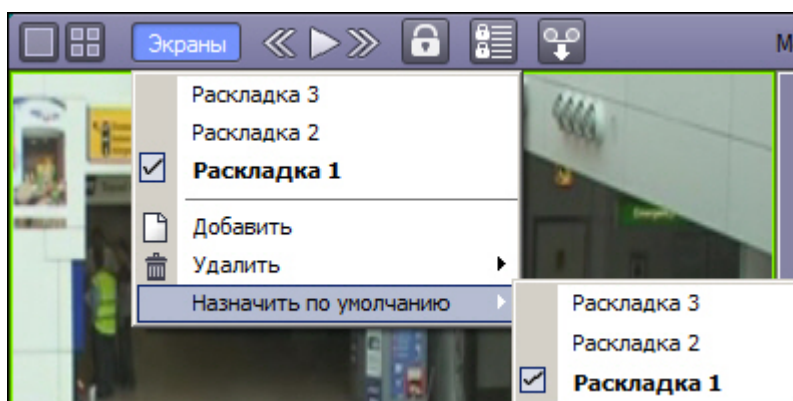 Экраны
М
Раскладка 3
Раскладка 2
Раскладка 1
Добавить
Удалить
Назначить по умолчанию
Раскладка 3
Раскладка 2
Раскладка 1